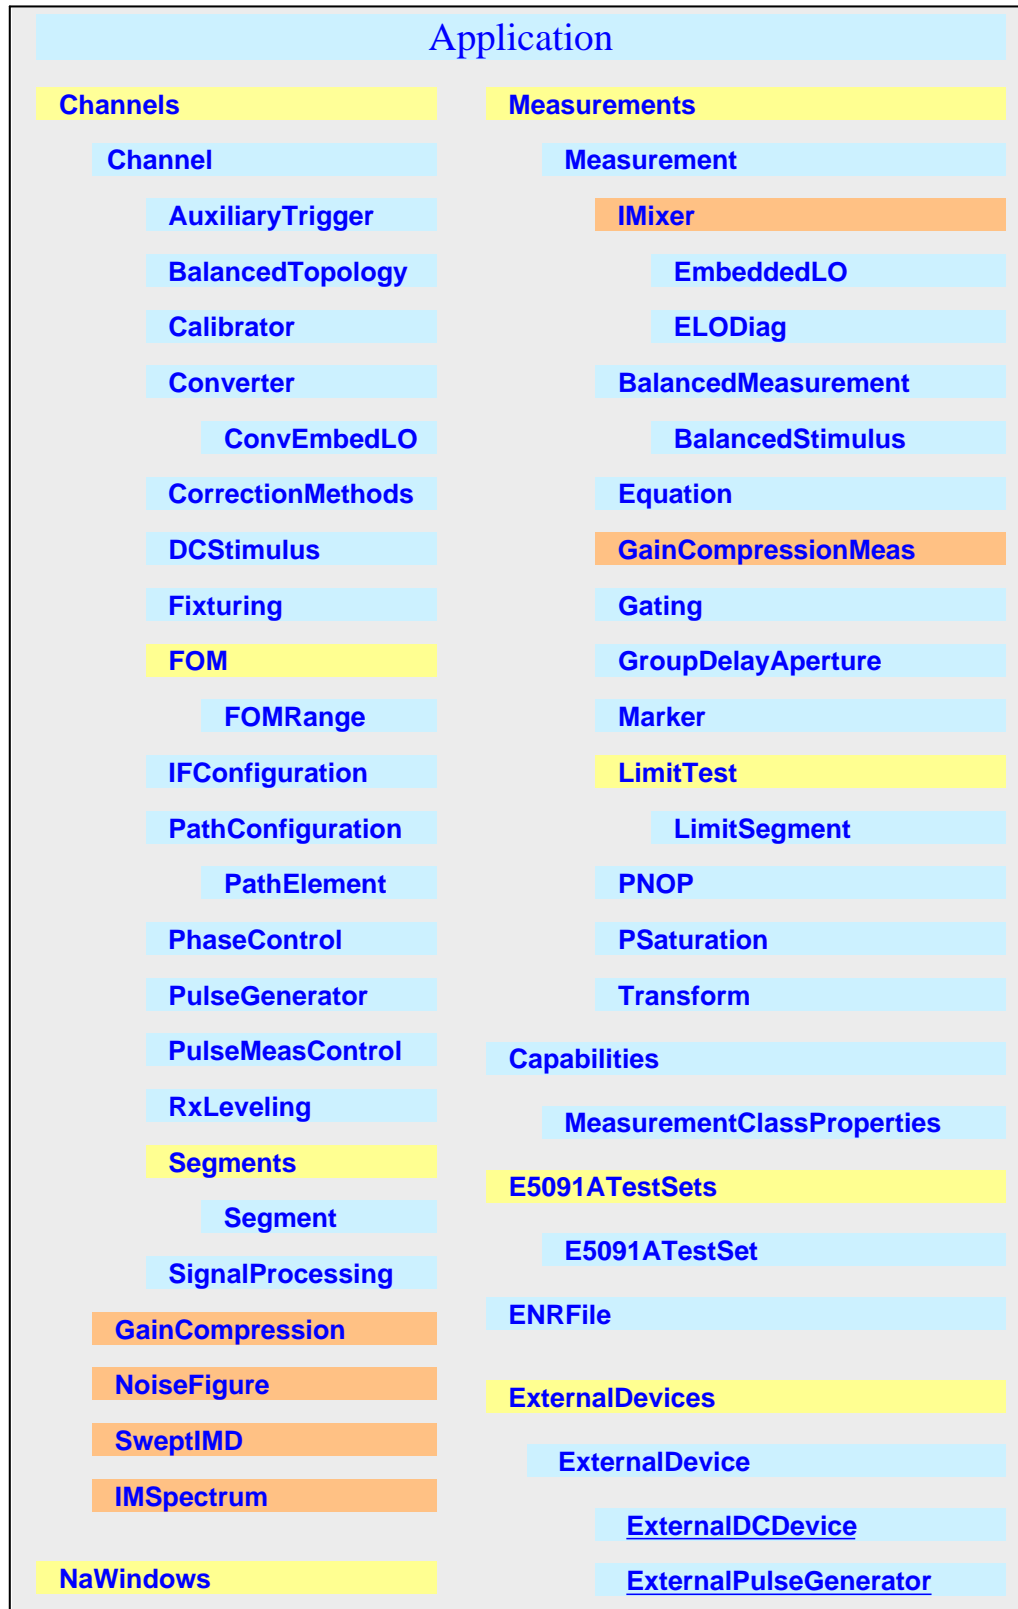 Application
Channels
Channel
AuxiliaryTrigger
BalancedTopology
Calibrator
Converter
ConvEmbedLO
CorrectionMethods
DCStimulus
Fixturing
FOM
FOMRange
IFConfiguration
PathConfiguration
PathElement
PhaseControl
PulseGenerator
PulseMeasControl
RxLeveling
Segments
Segment
SignalProcessing
GainCompression
NoiseFigure
SweptIMD
IMSpectrum
NaWindows
Measurements
Measurement
IMixer
EmbeddedLO
ELODiag
BalancedMeasurement
BalancedStimulus
Equation
GainCompressionMeas
Gating
GroupDelayAperture
Marker
LimitTest
LimitSegment
PNOP
PSaturation
Transform
Capabilities
MeasurementClassProperties
E5091ATestSets
E5091ATestSet
ENRFile
ExternalDevices
ExternalDevice
ExternalDCDevice
ExternalPulseGenerator